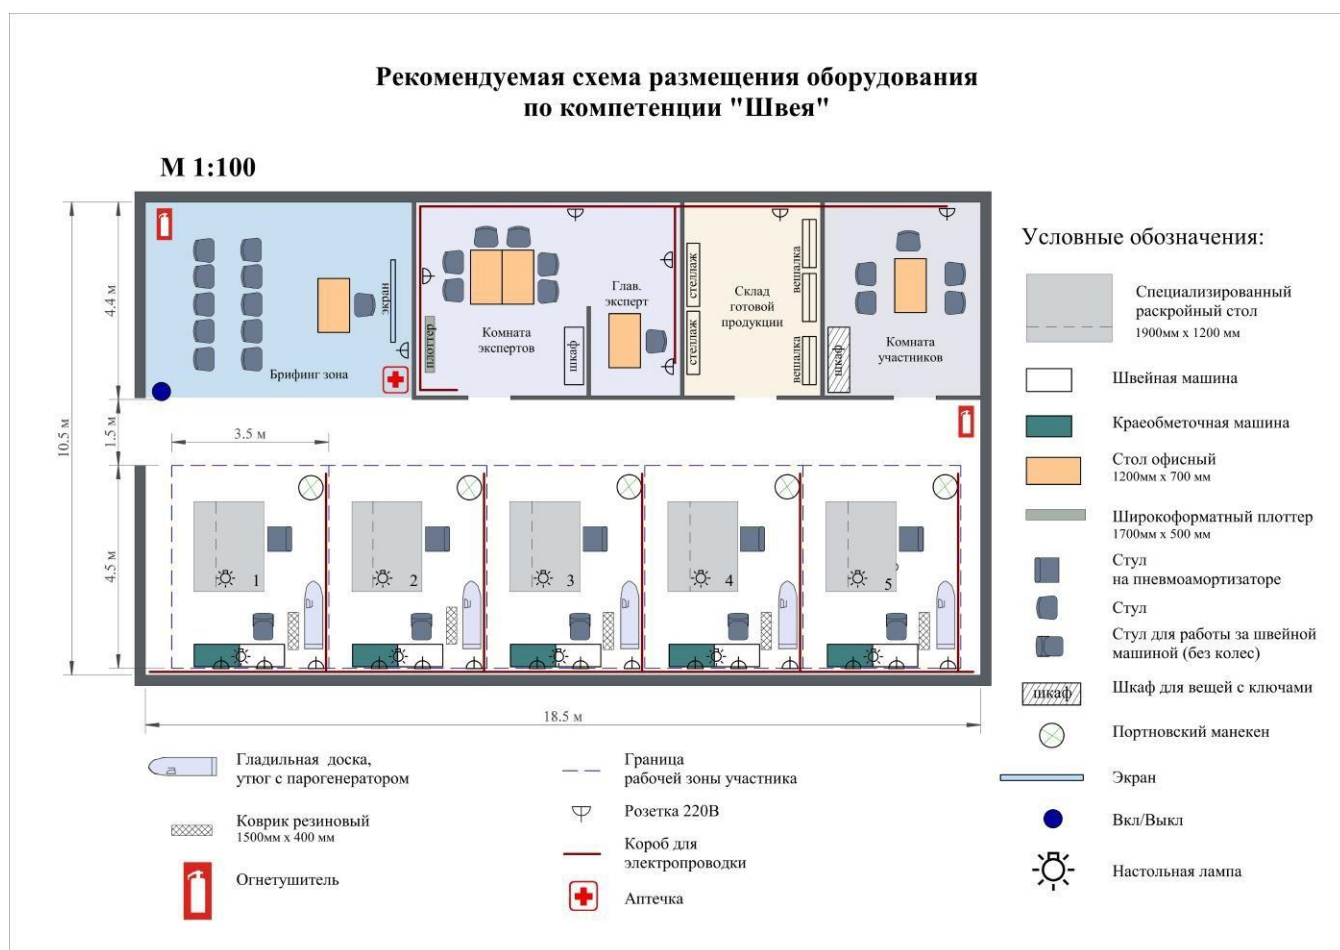 Рекомендуемая схема размещения оборудования
по компетенции "Швея"
М 1:100
10.5 м
4.4 м
1.5 м
4.5 м
3.5 м
18.5 м
Брифинг зона
экран
плоттер
Комната
экспертов
шкаф
Глав.
эксперт
стеллаж
стеллаж
Склад
готовой
продукции
вешалка
вешалка
шкаф
Комната
участников
1
2
3
4
5
Условные обозначения:
Специализированный
раскройный стол
1900мм х 1200 мм
Швейная машина
Краеобметочная машина
Стол офисный
1200мм х 700 мм
Широкоформатный плоттер
1700мм х 500 мм
Стул
на пневмоамортизаторе
Стул
Стул для работы за швейной
машиной (без колес)
шкаф
Шкаф для вещей с ключами
Портновский манекен
Экран
Вкл/Выкл
Настольная лампа
Гладильная доска,
утюг с парогенератором
Коврик резиновый
1500мм х 400 мм
Огнетушитель
Граница
рабочей зоны участника
Розетка 220В
Короб для
электропроводки
Аптечка